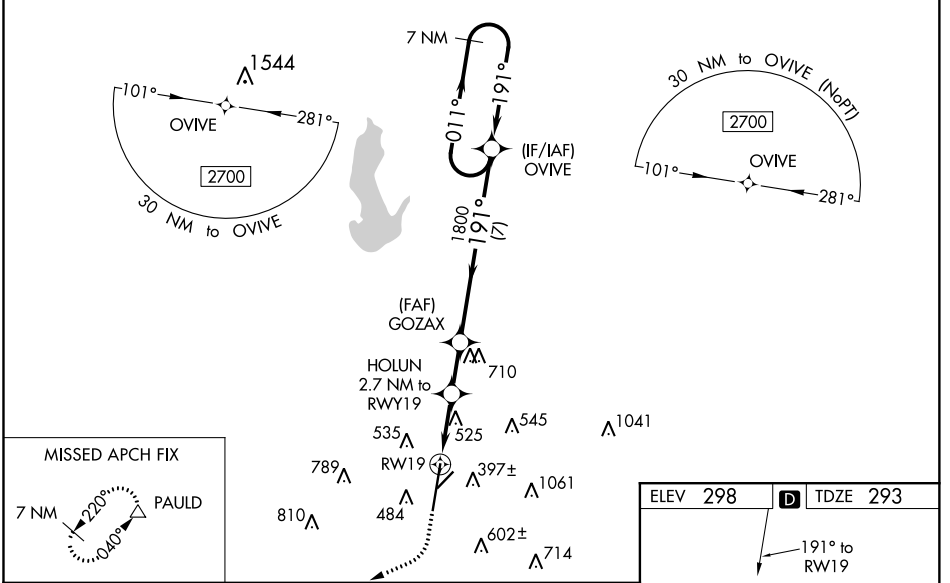 1544
101°
281°
OVIVE
2700
30 NM to OVIVE
7 NM
011°
191°
(IF/IAF)
OVIVE
1800
191°
(7)
30 NM to OVIVE (NoPT)
2700
OVIVE
101°
281°
(FAF)
GOZAX
710
HOLUN
2.7 NM to
RWY19
525
545
1041
535
789
RW19
397±
1061
484
810
602±
714
MISSED APCH FIX
7 NM
220°
040°
PAULD
ELEV 298
D
TDZE 293
191° to
RW19